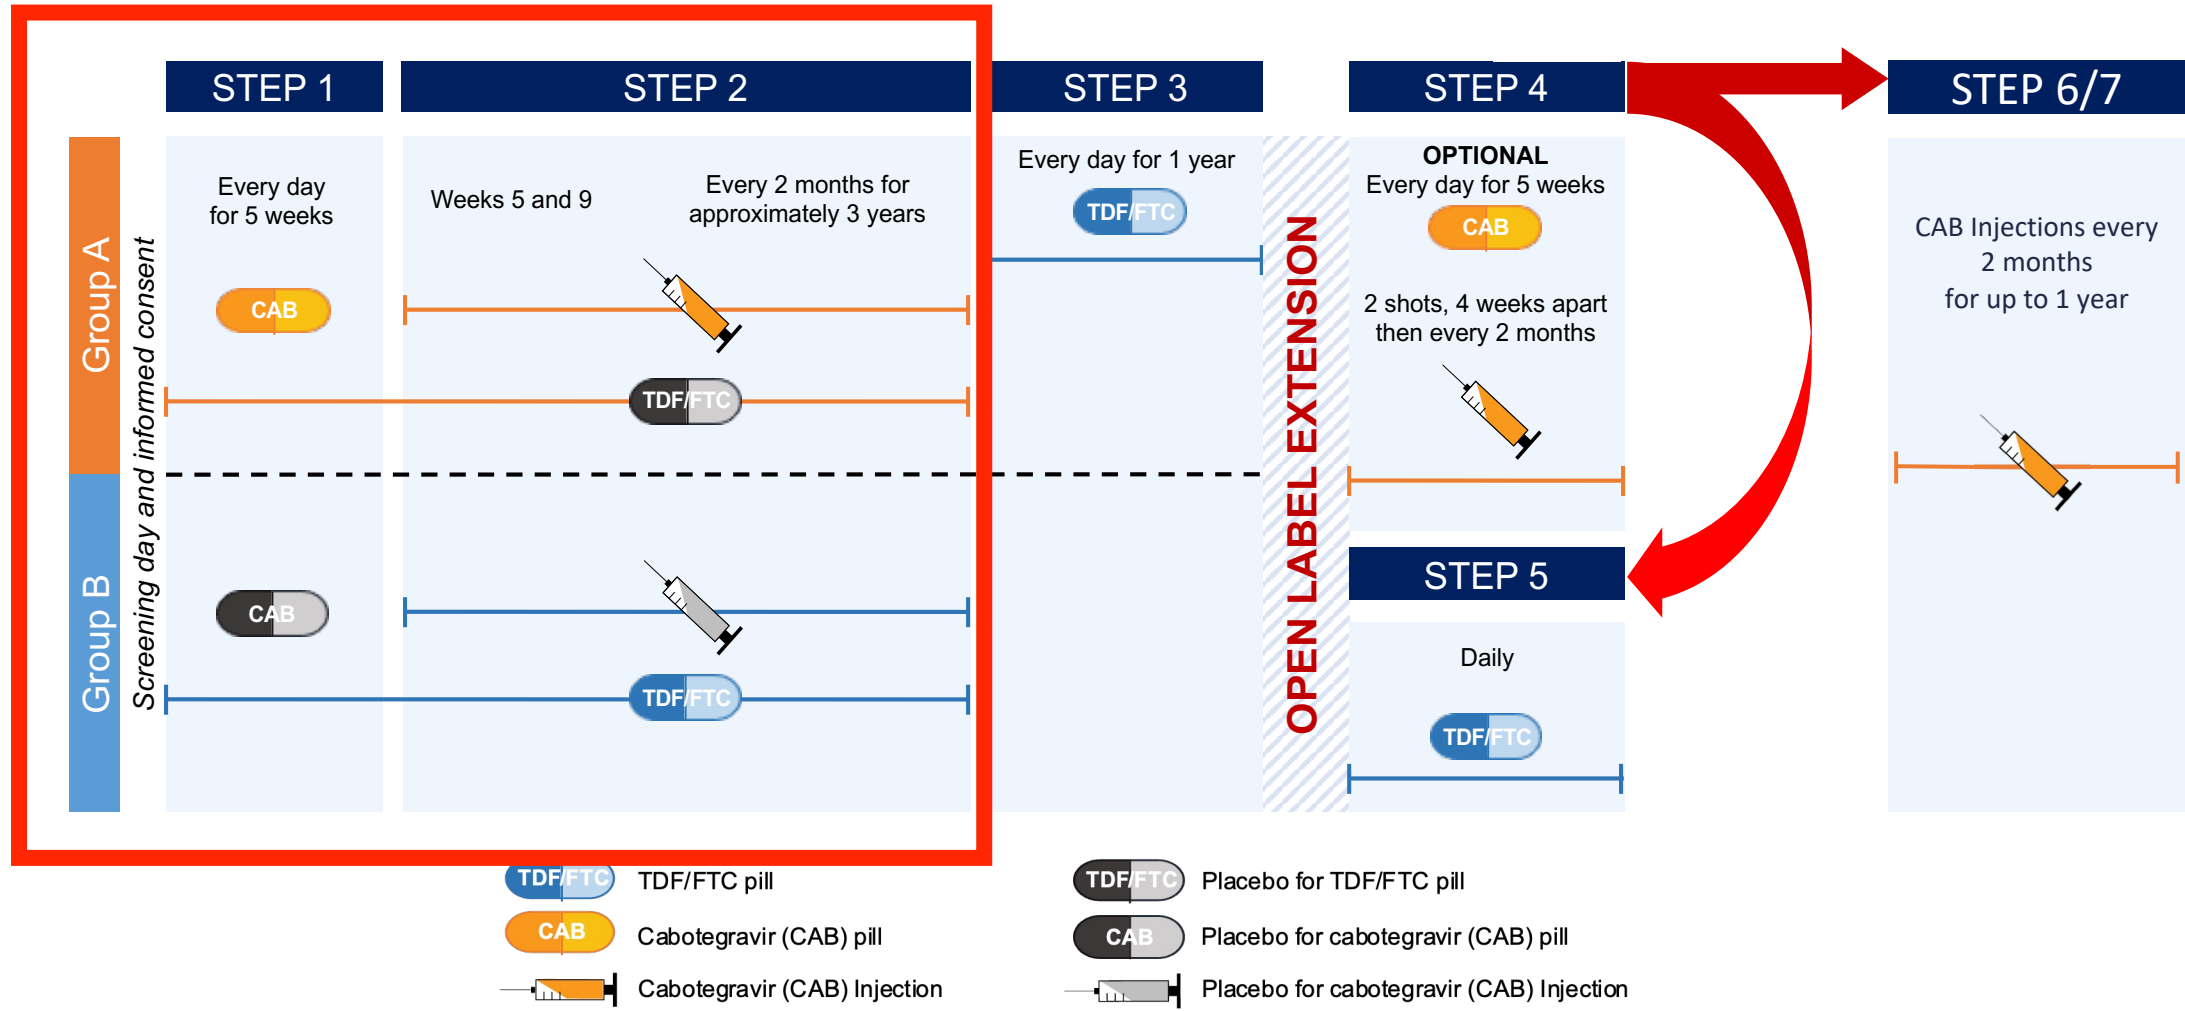 STEP 1
STEP 2
STEP 3
STEP 4
STEP 6/7
Group A
Group B
Screening day and informed consent
Every day
for 5 weeks
CAB
Weeks 5 and 9
Every 2 months for
approximately 3 years
TDF/FTC
CAB
TDF/FTC
Every day for 1 year
TDF/FTC
OPEN LABEL EXTENSION
OPTIONAL
Every day for 5 weeks
CAB
2 shots, 4 weeks apart
then every 2 months
STEP 5
Daily
TDF/FTC
CAB Injections every
2 months
for up to 1 year
TDF/FTC TDF/FTC pill
CAB Cabotegravir (CAB) pill
Cabotegravir (CAB) Injection
TDF/FTC Placebo for TDF/FTC pill
CAB Placebo for cabotegravir (CAB) pill
Placebo for cabotegravir (CAB) Injection